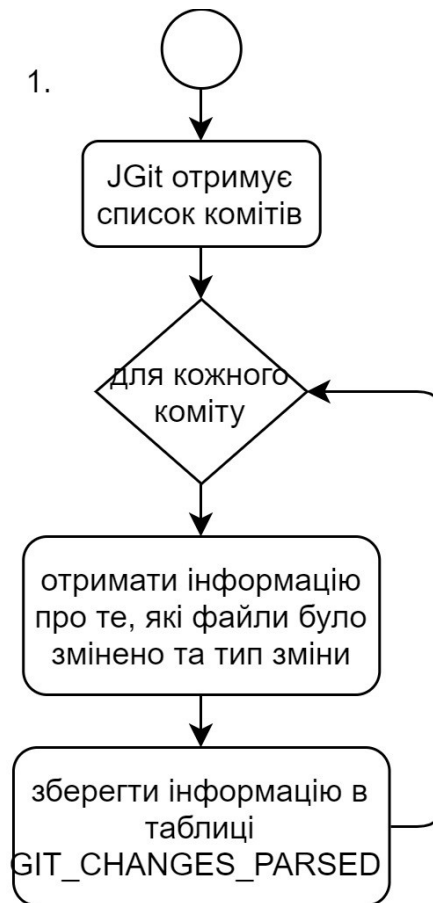 1.
JGit отримує
список комітів
для кожного
коміту
отримати інформацію
про те, які файли було
змінено та тип зміни
зберегти інформацію в
таблиці
GIT_CHANGES_PARSED